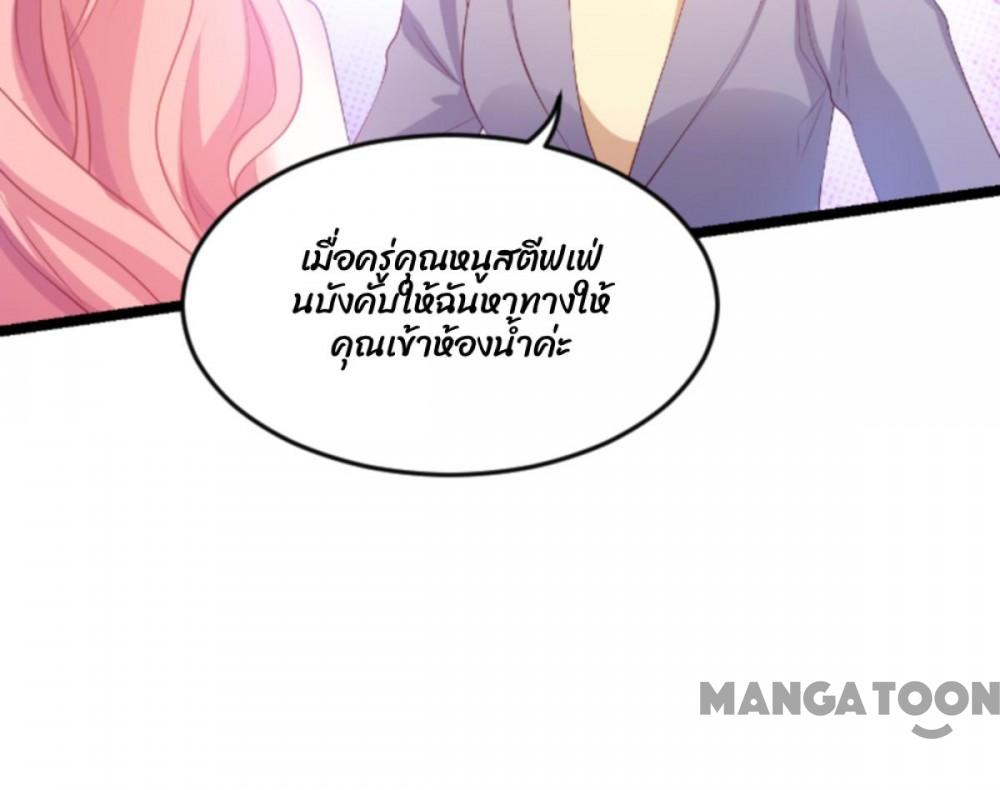 เมื่อครู่คุณหนูสตีฟเฟ่
นบังคับให้ฉันหาทางให้
คุณเข้าห้องน้ำค่ะ
MANGATOON